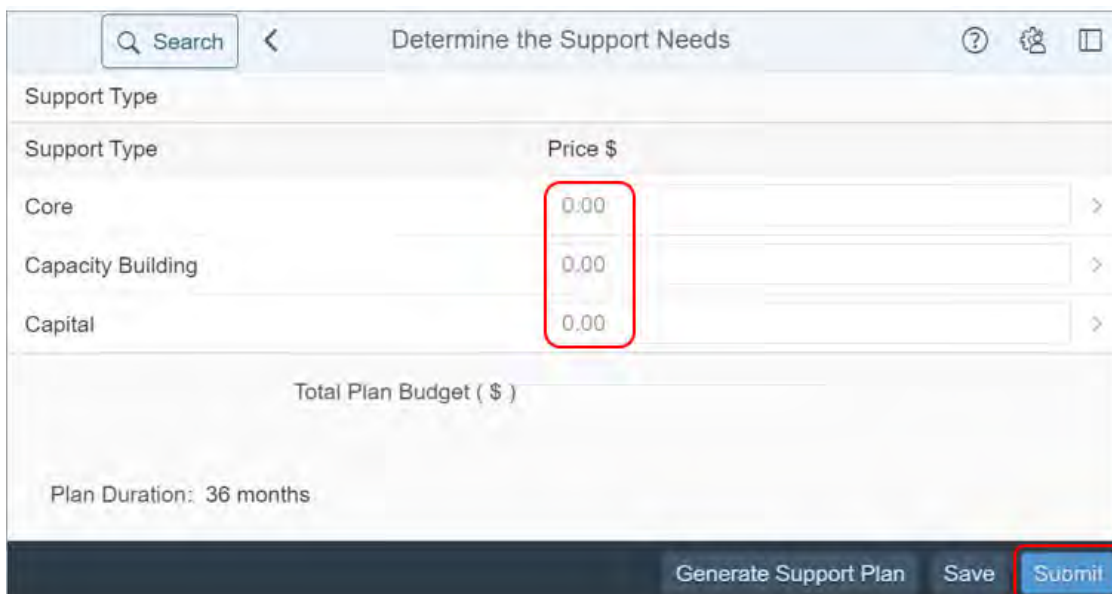 Search Determine the Support Needs
Support Type
Support Type Price $
Core 0.00
Capacity Building 0.00
Capital 0.00
Total Plan Budget ( $ )
Plan Duration: 36 months
Generate Support Plan Save Submit